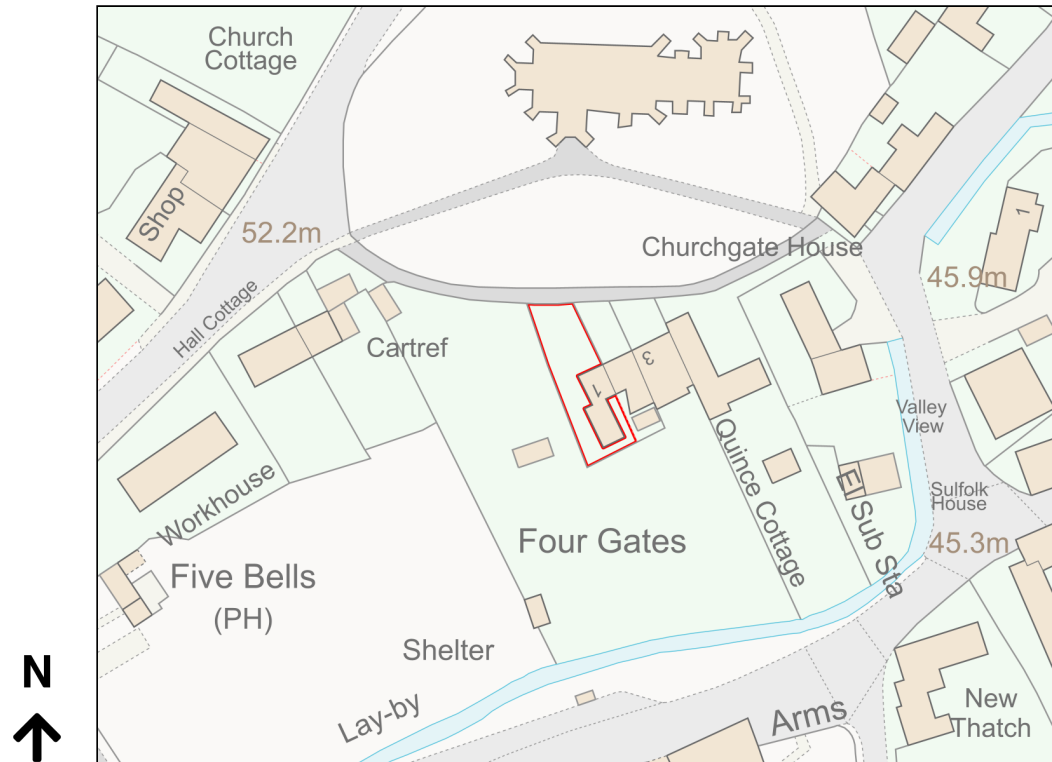 Church
Cottage
Shop
52.2m
Churchgate House
1
45.9m
Hall Cottage
Cartref
3
1
Valley
View
Quince Cottage
Workhouse
El Sub Sta
Sulfolk
House
Four Gates
45.3m
Five Bells
(PH)
Shelter
N
Lay-by
Arms
New
Thatch